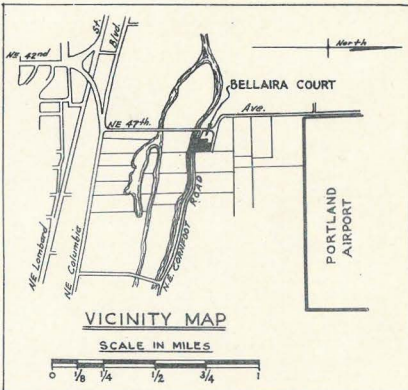 NE 42nd
St.
Blvd.
North
BELLAIRA COURT
NE 47th.
Ave.
NE Lombard
NE Columbia
N.E. CORNFOOT ROAD
PORTLAND
AIRPORT
VICINITY MAP
SCALE IN MILES
0 1/8 1/4 1/2 3/4 1